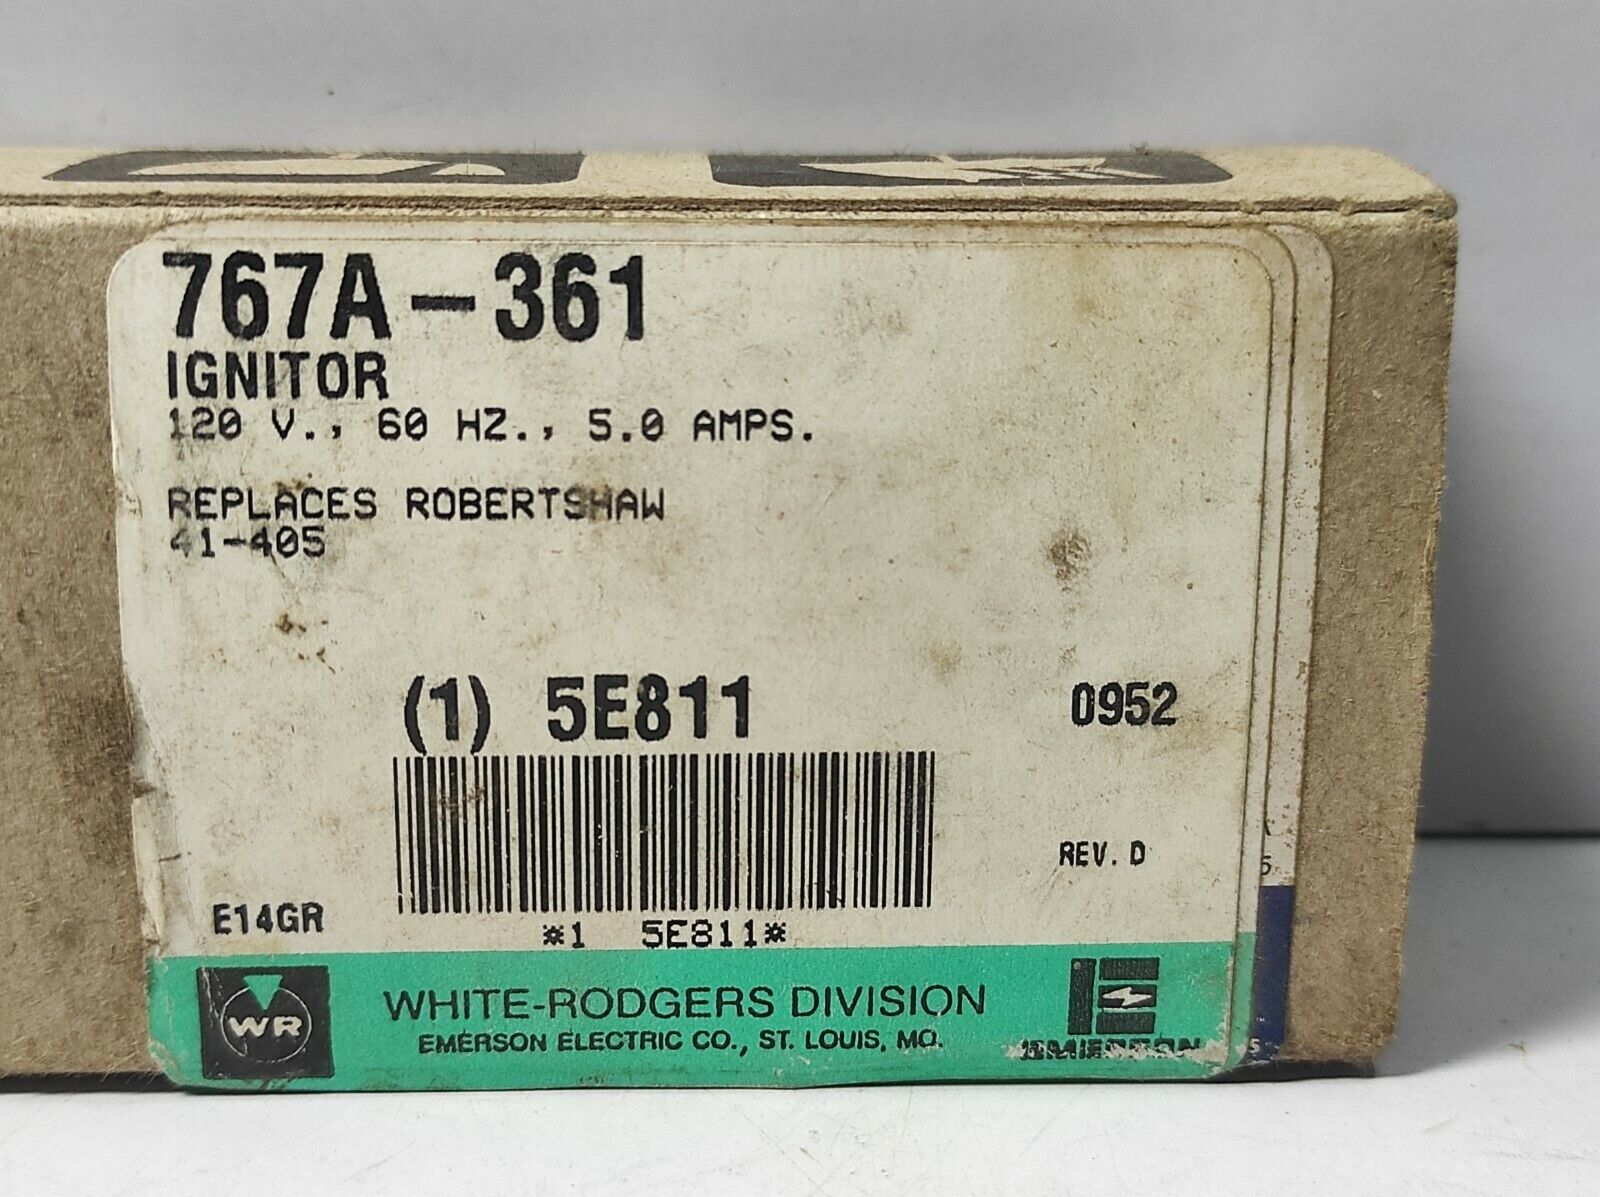 767A-361
IGNITOR
120 V., 60 HZ., 5.0 AMPS.
REPLACES ROBERTSHAW
41-405
(1) 5E811
0952
REV. D
E14GR
*1 5E811*
WR
WHITE-RODGERS DIVISION
EMERSON ELECTRIC CO., ST. LOUIS, MO.
EMERSON